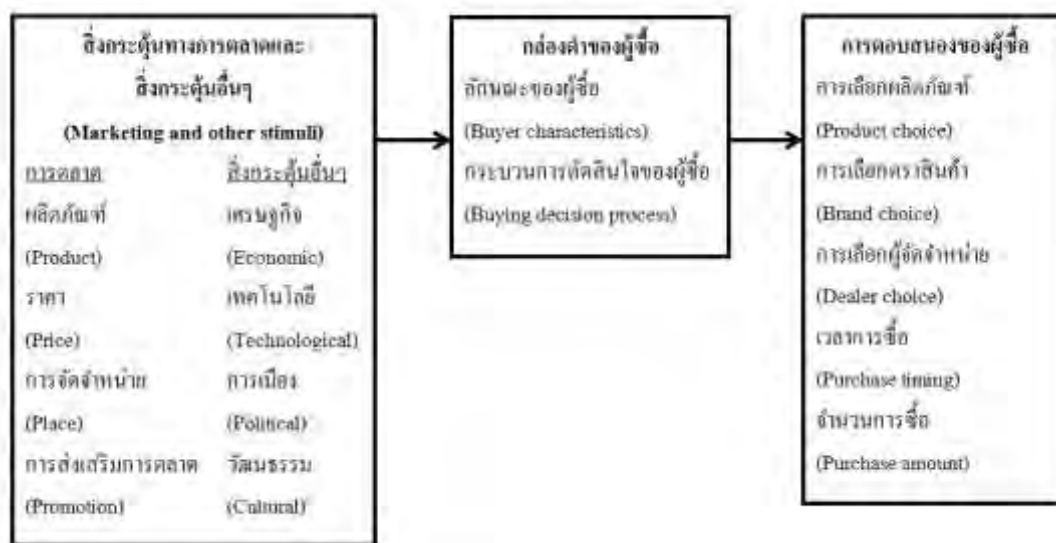 สิ่งกระตุ้นทางการตลาดและ
สิ่งกระตุ้นอื่นๆ
(Marketing and other stimuli)
การตลาด สิ่งกระตุ้นอื่นๆ
ผลิตภัณฑ์ เศรษฐกิจ
(Product) (Economic)
ราคา เทคโนโลยี
(Price) (Technological)
การจัดจำหน่าย การเมือง
(Place) (Political)
การส่งเสริมการตลาด วัฒนธรรม
(Promotion) (Cultural)
กล่องดำของผู้ซื้อ
ลักษณะของผู้ซื้อ
(Buyer characteristics)
กระบวนการตัดสินใจของผู้ซื้อ
(Buying decision process)
การตอบสนองของผู้ซื้อ
การเลือกผลิตภัณฑ์
(Product choice)
การเลือกตราสินค้า
(Brand choice)
การเลือกผู้จัดจำหน่าย
(Dealer choice)
เวลาการซื้อ
(Purchase timing)
จำนวนการซื้อ
(Purchase amount)